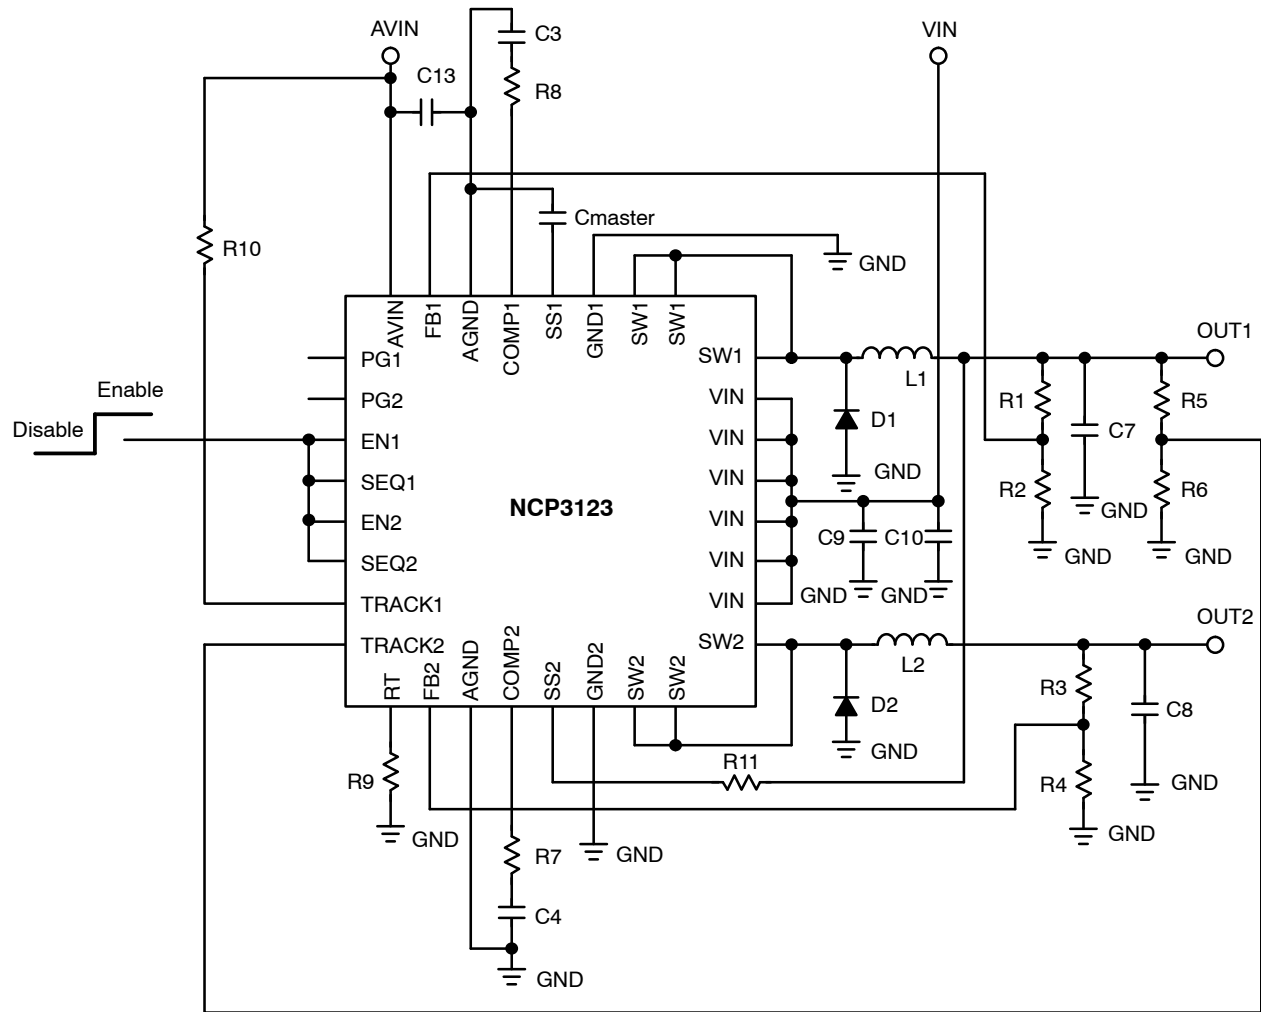 AVIN
VIN
C3
C13
R8
Cmaster
R10
GND
AVIN
FB1
AGND
COMP1
SS1
GND1
SW1
SW1
OUT1
PG1
SW1
L1
Enable
PG2
VIN
R1
R5
Disable
EN1
VIN
D1
C7
SEQ1
VIN
GND
R2
R6
NCP3123
GND
EN2
VIN
C9
C10
GND
GND
SEQ2
VIN
TRACK1
VIN
GND
GND
OUT2
TRACK2
SW2
L2
RT
FB2
AGND
COMP2
SS2
GND2
SW2
SW2
R3
D2
C8
GND
R11
R9
R4
GND
GND
GND
R7
GND
C4
GND